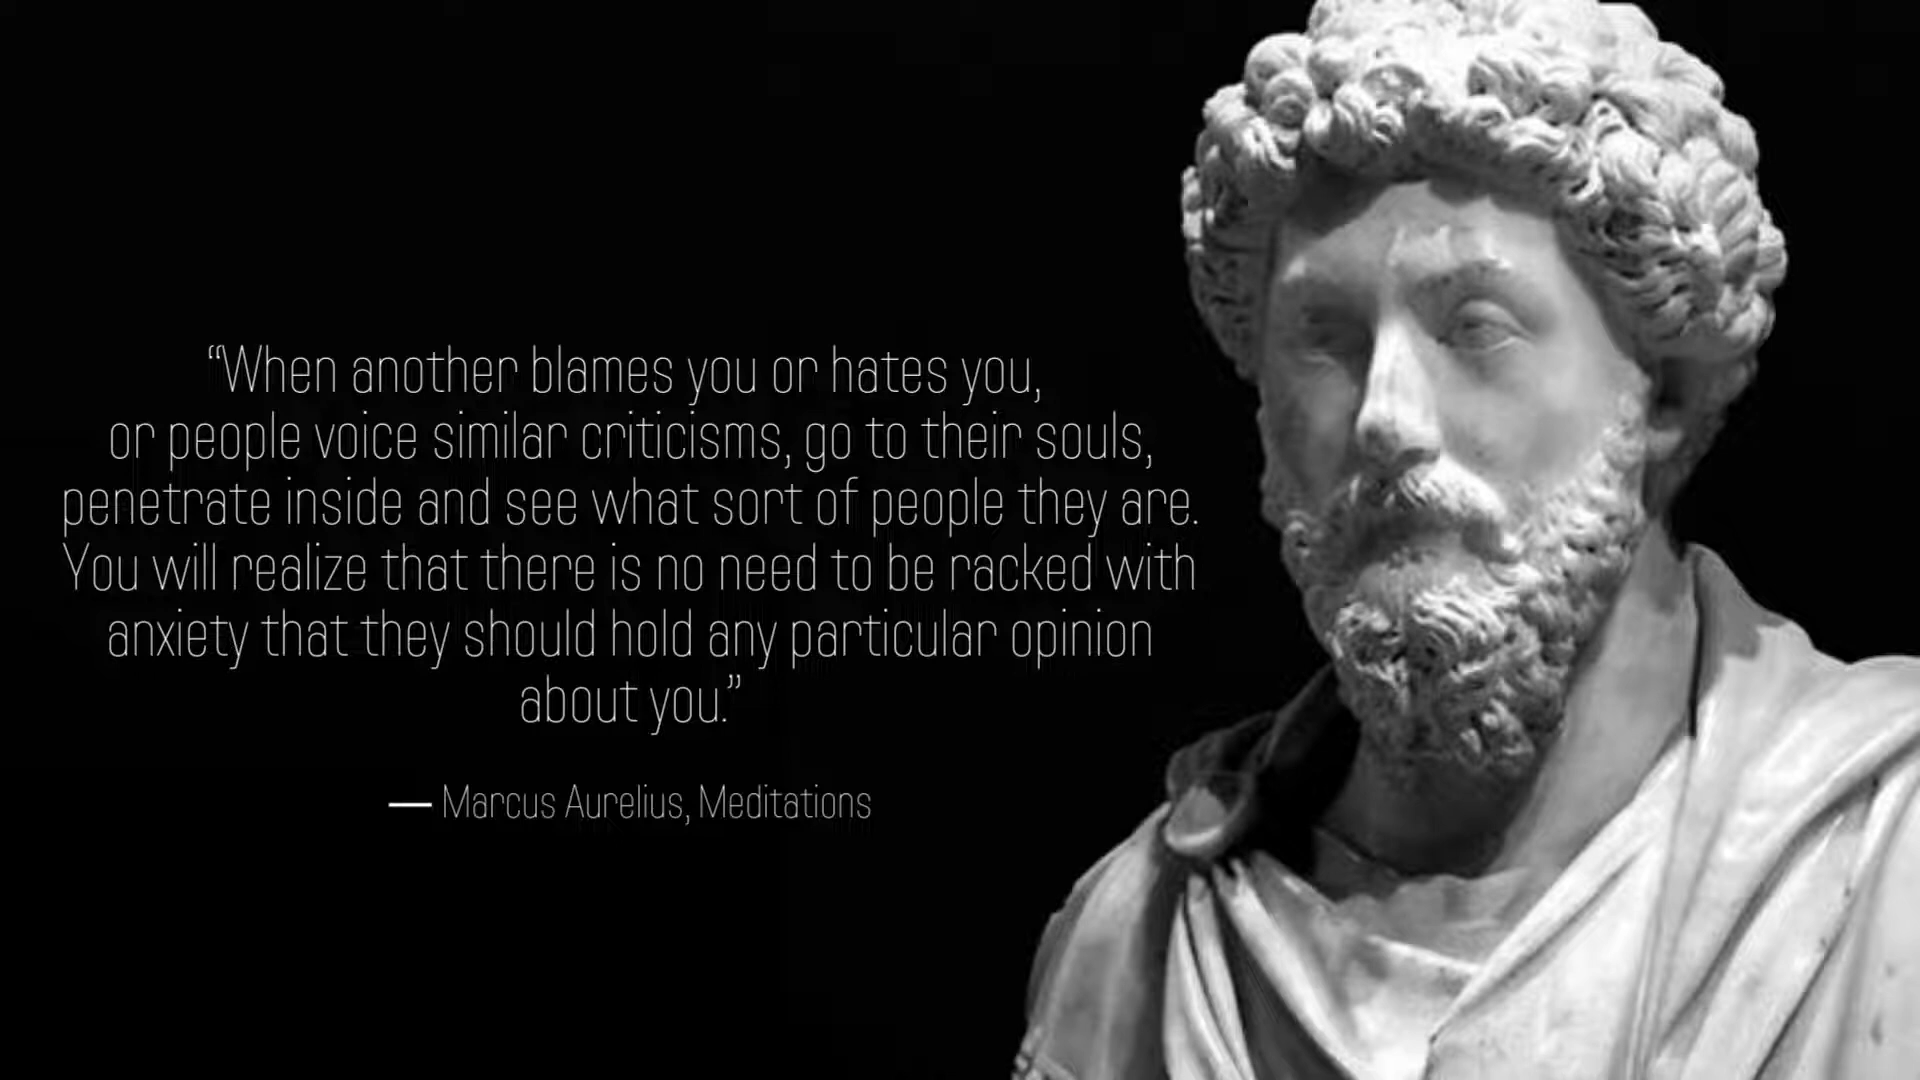 “When another blames you or hates you,
or people voice similar criticisms, go to their souls,
penetrate inside and see what sort of people they are.
You will realize that there is no need to be racked with
anxiety that they should hold any particular opinion
about you.”
— Marcus Aurelius, Meditations